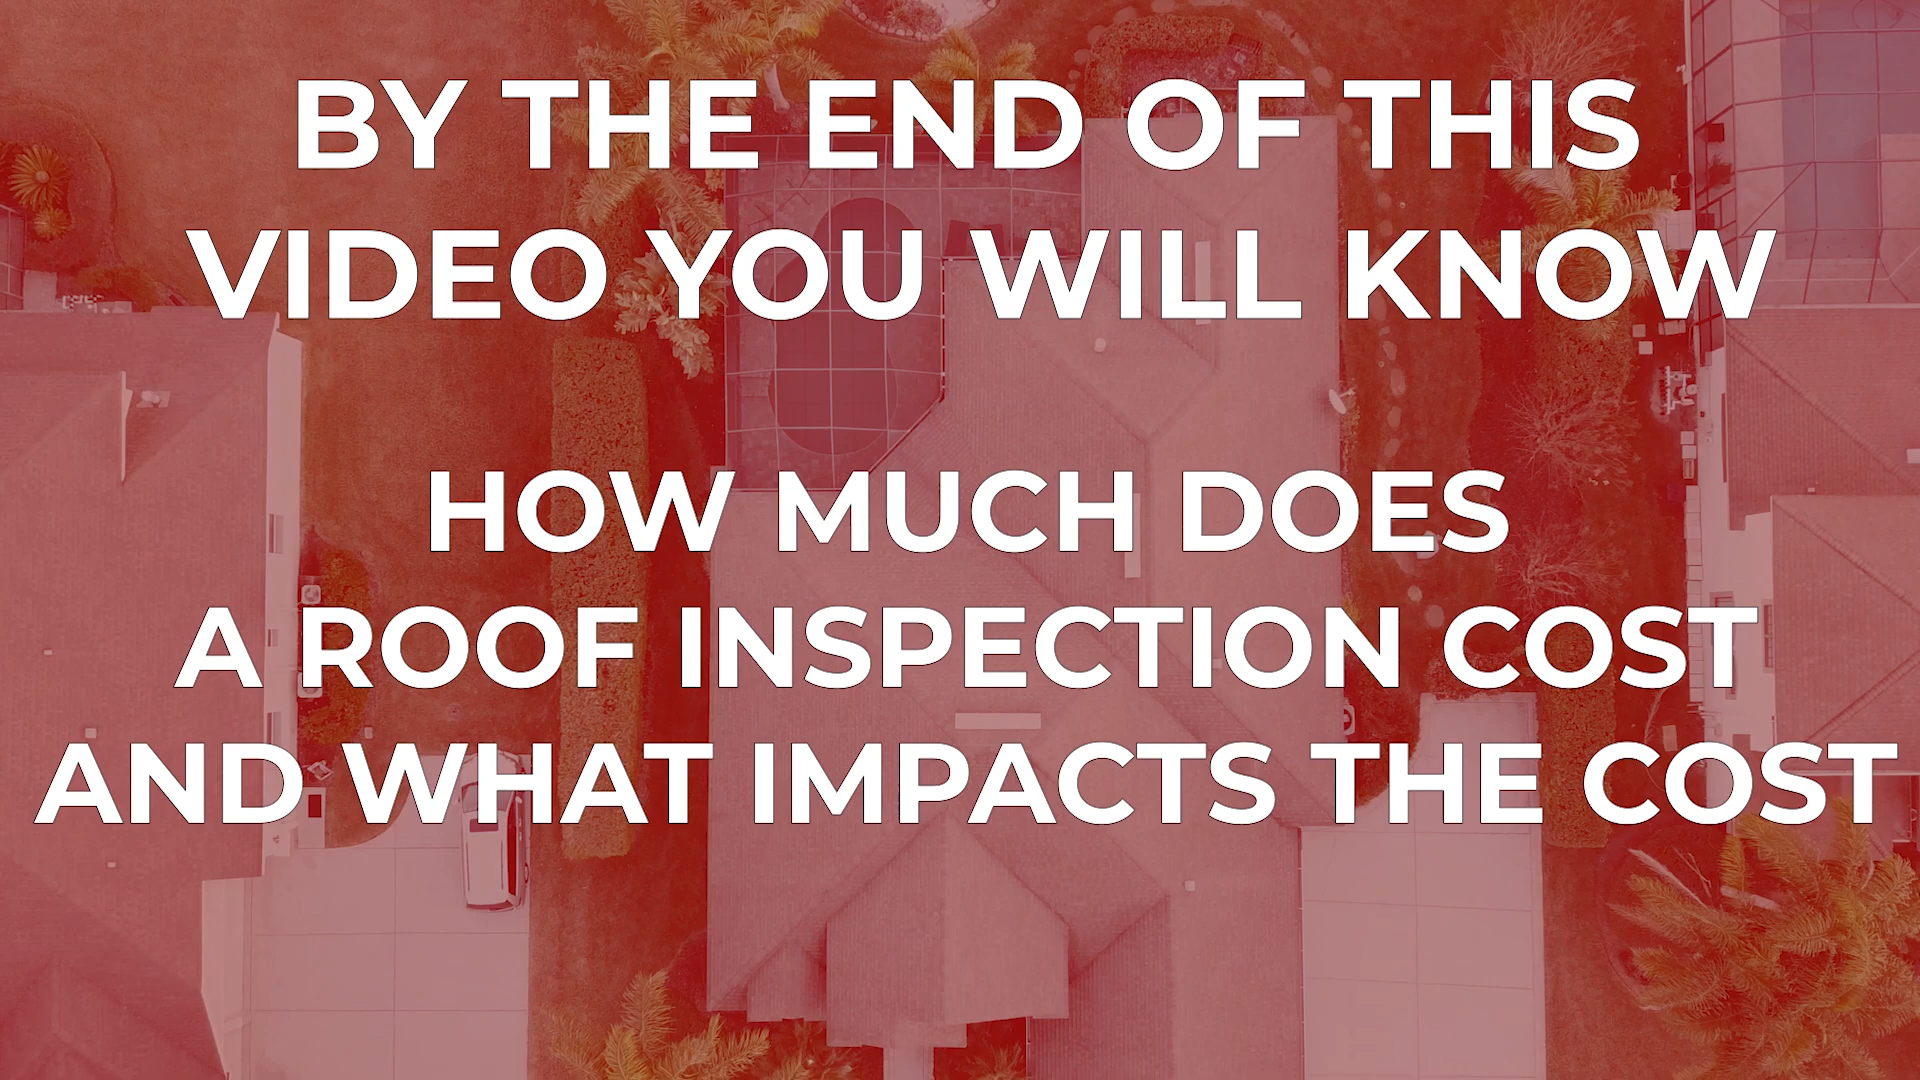 BY THE END OF THIS
VIDEO YOU WILL KNOW
HOW MUCH DOES
A ROOF INSPECTION COST
AND WHAT IMPACTS THE COST